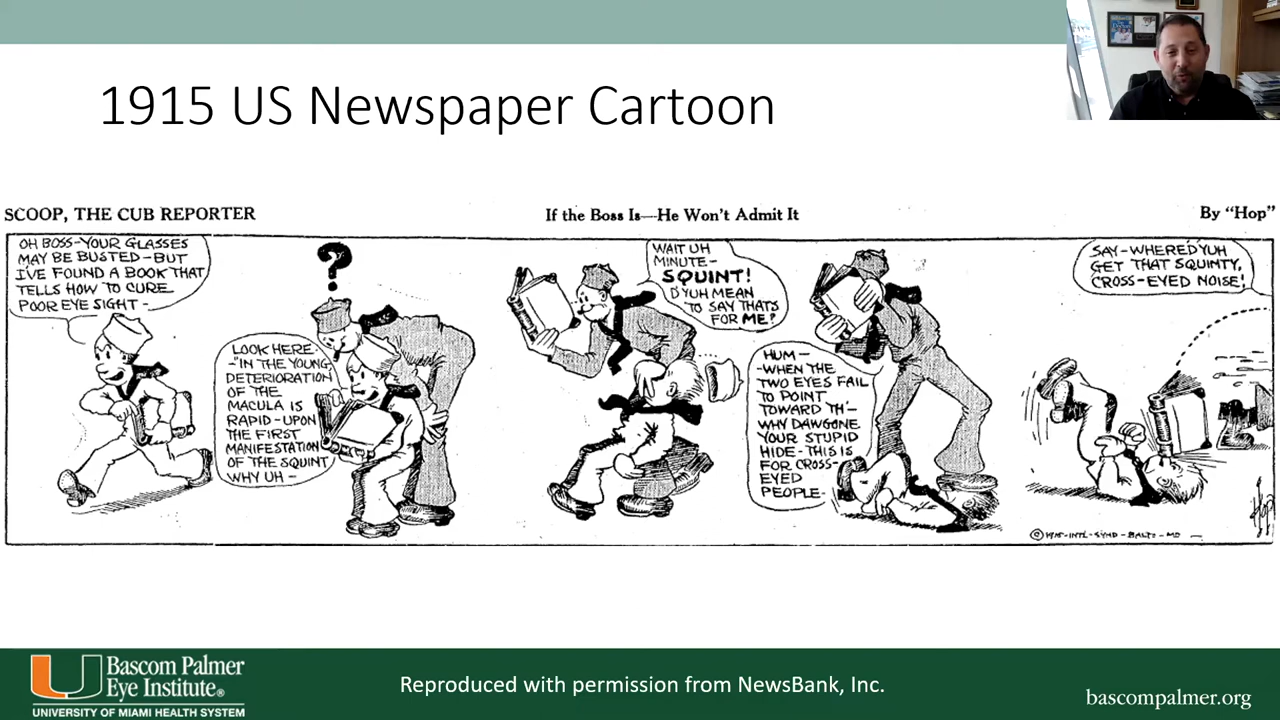 1915 US Newspaper Cartoon
SCOOP, THE CUB REPORTER
If the Boss Is—He Won't Admit It
By "Hop"
OH BOSS-YOUR GLASSES
MAY BE BUSTED-BUT
I'VE FOUND A BOOK THAT
TELLS HOW TO CURE
POOR EYE SIGHT-
?
LOOK HERE-
-"IN THE YOUNG,
DETERIORATION
OF THE
MACULA IS
RAPID-UPON
THE FIRST
MANIFESTATION
OF THE SQUINT
WHY UH-
WAIT UH
MINUTE-
SQUINT!
D'YUH MEAN
TO SAY THAT'S
FOR ME?
HUM-
-WHEN THE
TWO EYES FAIL
TO POINT
TOWARD TH'-
WHY DAWGONE
YOUR STUPID
HIDE-THIS IS
FOR CROSS-
EYED
PEOPLE-
SAY-WHERE'D YUH
GET THAT SQUINTY,
CROSS-EYED NOISE!
HOP
© 1915-INTL-SYND-BALTO-MD-
Bascom Palmer
Eye Institute®
UNIVERSITY OF MIAMI HEALTH SYSTEM
Reproduced with permission from NewsBank, Inc.
bascompalmer.org